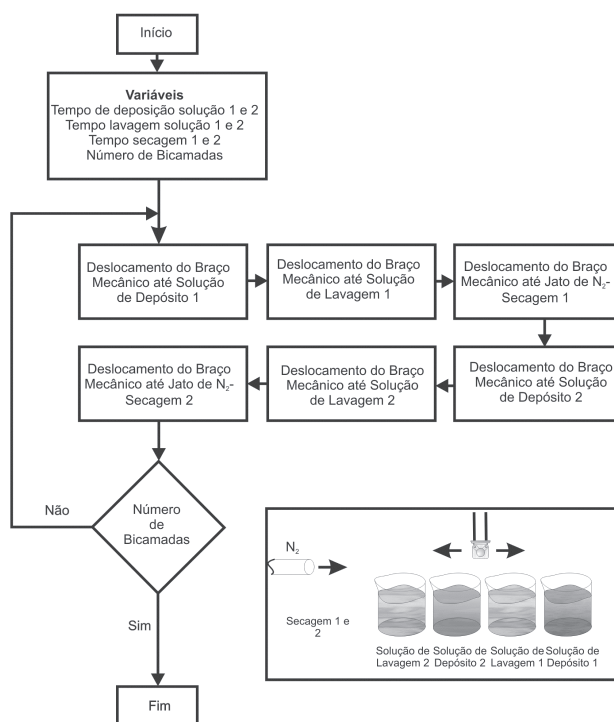 Início
Variáveis
Tempo de deposição solução 1 e 2
Tempo lavagem solução 1 e 2
Tempo secagem 1 e 2
Número de Bicamadas
Deslocamento do Braço
Mecânico até Solução
de Depósito 1
Deslocamento do Braço
Mecânico até Solução
de Lavagem 1
Deslocamento do Braço
Mecânico até Jato de N₂-
Secagem 1
Deslocamento do Braço
Mecânico até Jato de N₂-
Secagem 2
Deslocamento do Braço
Mecânico até Solução
de Lavagem 2
Deslocamento do Braço
Mecânico até Solução
de Depósito 2
Não
Número
de
Bicamadas
Sim
Fim
N₂
Secagem 1 e
2
Solução de
Lavagem 2
Solução de
Depósito 2
Solução de
Lavagem 1
Solução de
Depósito 1